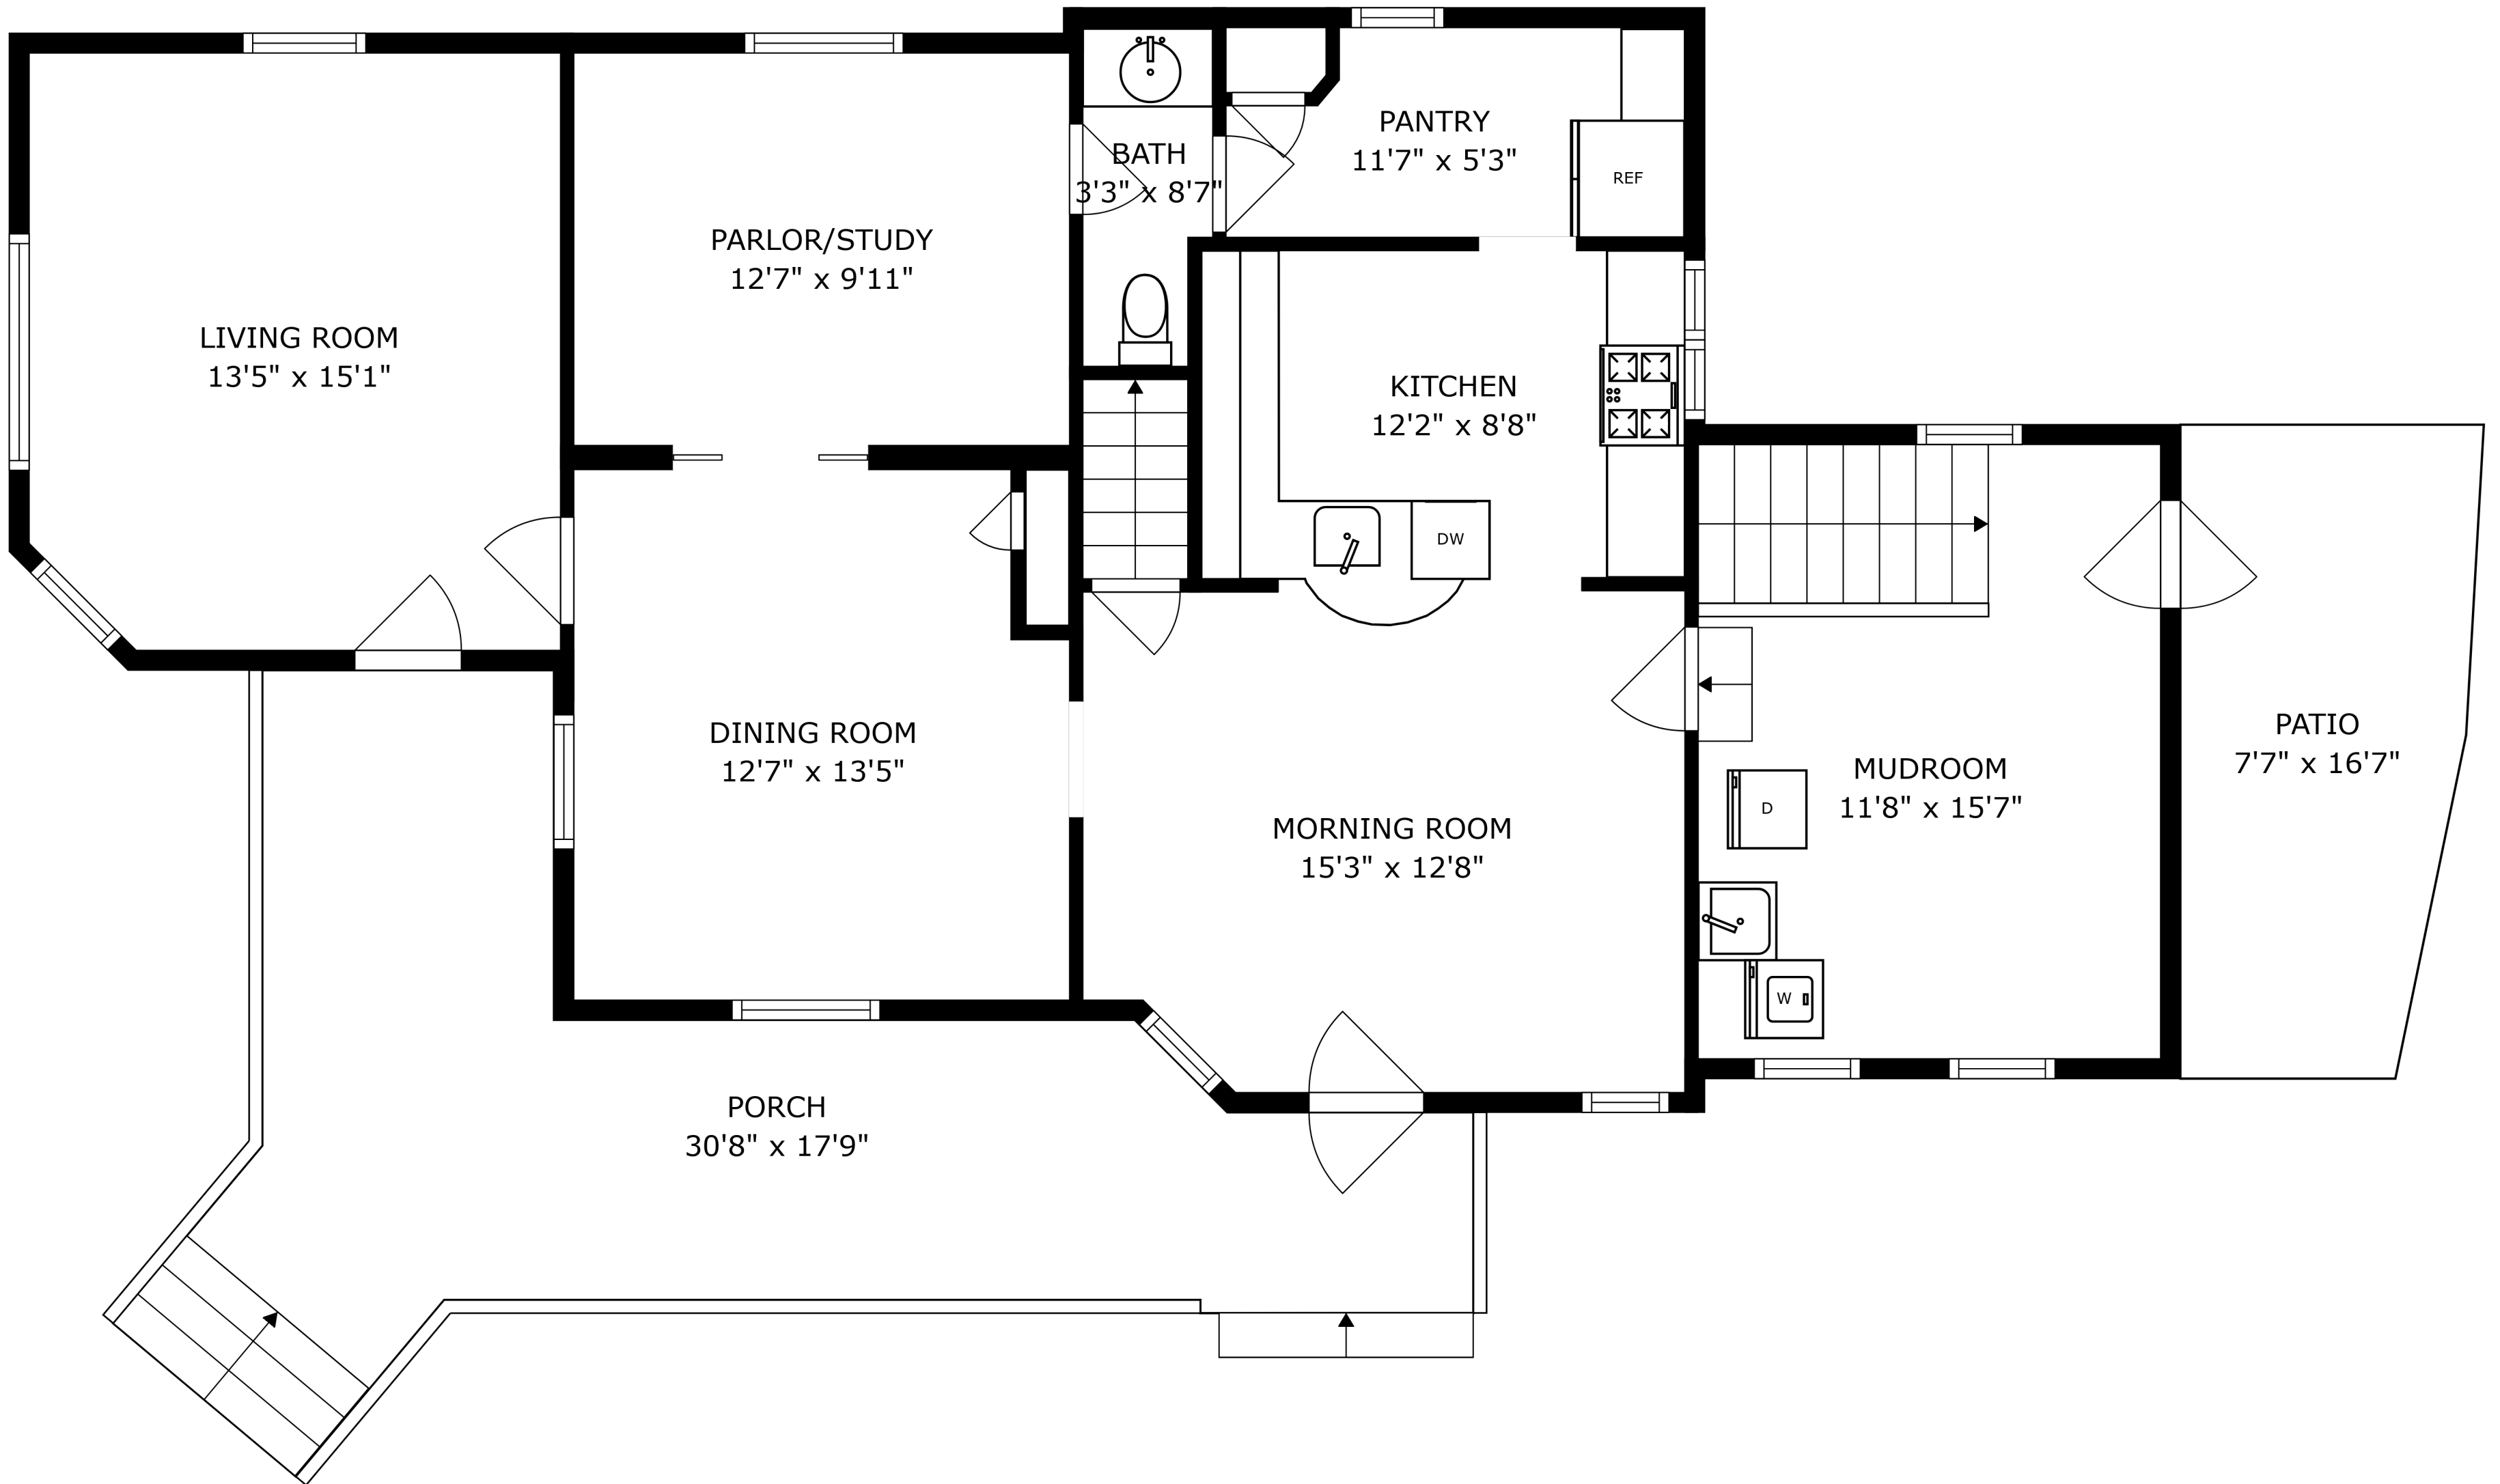 PANTRY
11'7" x 5'3"
BATH
3'3" x 8'7"
REF
PARLOR/STUDY
12'7" x 9'11"
LIVING ROOM
13'5" x 15'1"
KITCHEN
12'2" x 8'8"
DW
DINING ROOM
12'7" x 13'5"
PATIO
7'7" x 16'7"
MUDROOM
11'8" x 15'7"
D
MORNING ROOM
15'3" x 12'8"
W
PORCH
30'8" x 17'9"